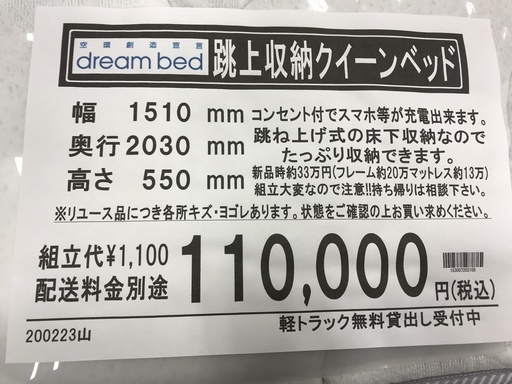 空環創造宣言
dream bed 跳上収納クイーンベッド
幅 1510 mm コンセント付でスマホ等が充電出来ます。
奥行 2030 mm 跳ね上げ式の床下収納なので
たっぷり収納できます。
高さ 550 mm 新品時約33万円(フレーム約20万マットレス約13万)
組立大変なので注意!!持ち帰りは相談下さい。
※リユース品につき各所キズ・ヨゴレあります。状態をご確認の上お買い求めください。
組立代¥1,100
配送料金別途
110,000円(税込)
200223山
軽トラック無料貸出し受付中